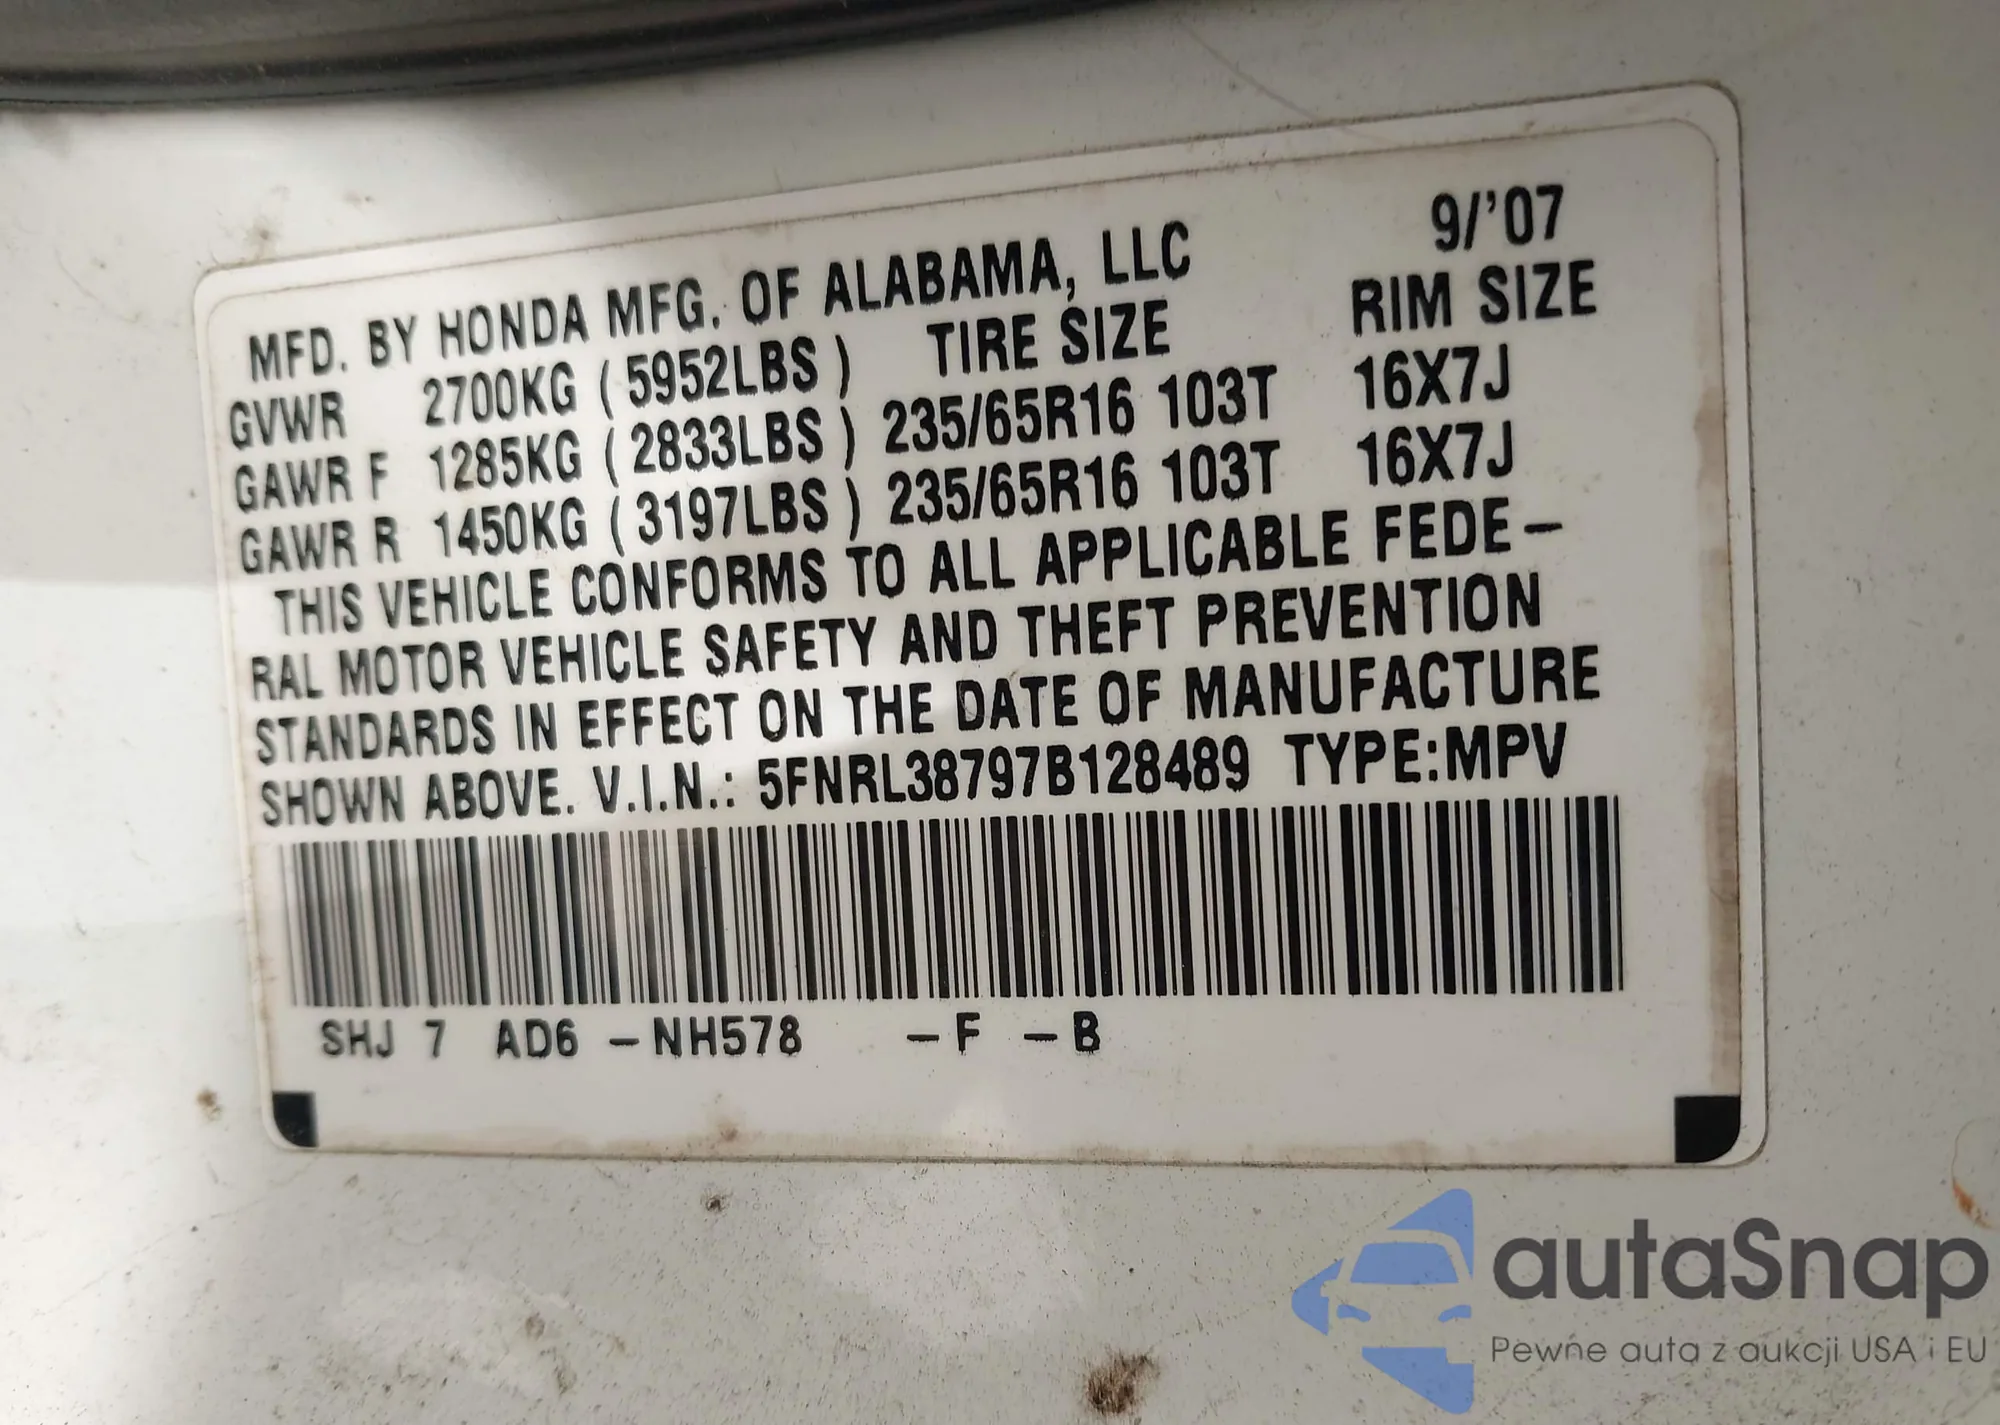 9/'07
MFD. BY HONDA MFG. OF ALABAMA, LLC
GVWR 2700KG ( 5952LBS ) TIRE SIZE RIM SIZE
GAWR F 1285KG ( 2833LBS ) 235/65R16 103T 16X7J
GAWR R 1450KG ( 3197LBS ) 235/65R16 103T 16X7J
THIS VEHICLE CONFORMS TO ALL APPLICABLE FEDE–
RAL MOTOR VEHICLE SAFETY AND THEFT PREVENTION
STANDARDS IN EFFECT ON THE DATE OF MANUFACTURE
SHOWN ABOVE. V.I.N.: 5FNRL38797B128489 TYPE:MPV
SHJ 7 AD6 –NH578 –F –B
autaSnap
Pewne auta z aukcji USA i EU